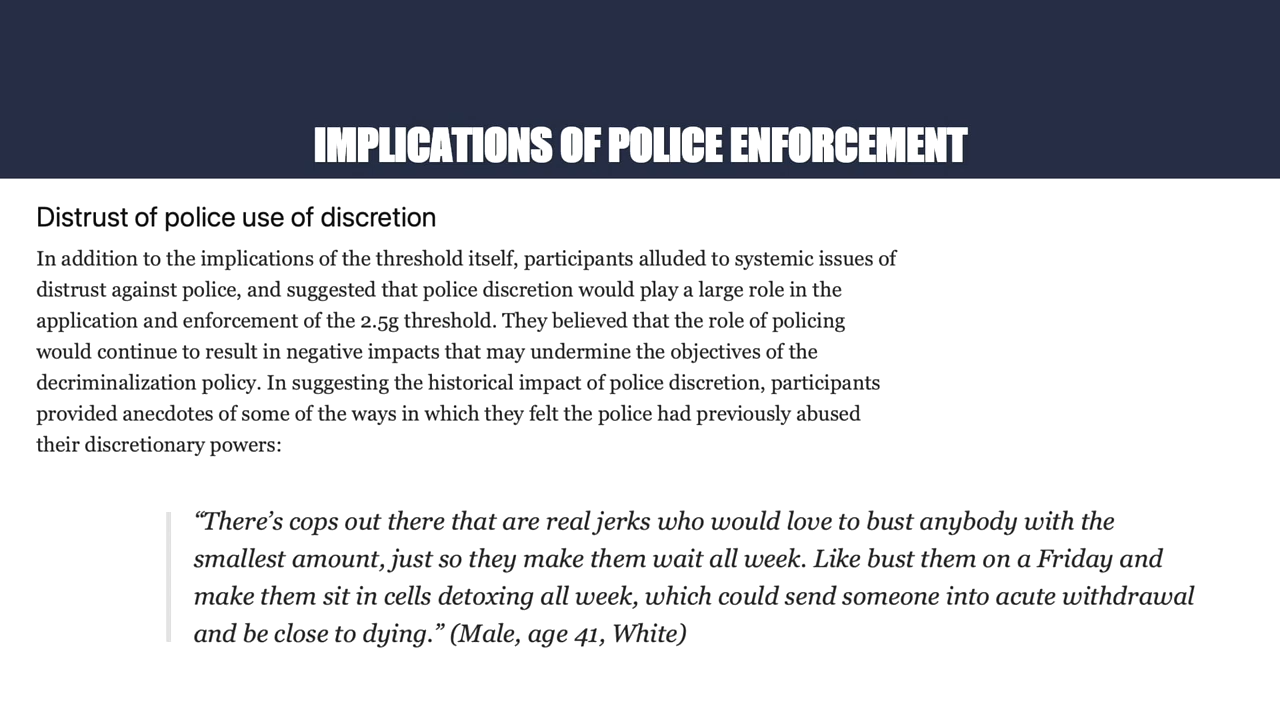 IMPLICATIONS OF POLICE ENFORCEMENT
Distrust of police use of discretion
In addition to the implications of the threshold itself, participants alluded to systemic issues of
distrust against police, and suggested that police discretion would play a large role in the
application and enforcement of the 2.5g threshold. They believed that the role of policing
would continue to result in negative impacts that may undermine the objectives of the
decriminalization policy. In suggesting the historical impact of police discretion, participants
provided anecdotes of some of the ways in which they felt the police had previously abused
their discretionary powers:
“There’s cops out there that are real jerks who would love to bust anybody with the
smallest amount, just so they make them wait all week. Like bust them on a Friday and
make them sit in cells detoxing all week, which could send someone into acute withdrawal
and be close to dying.” (Male, age 41, White)